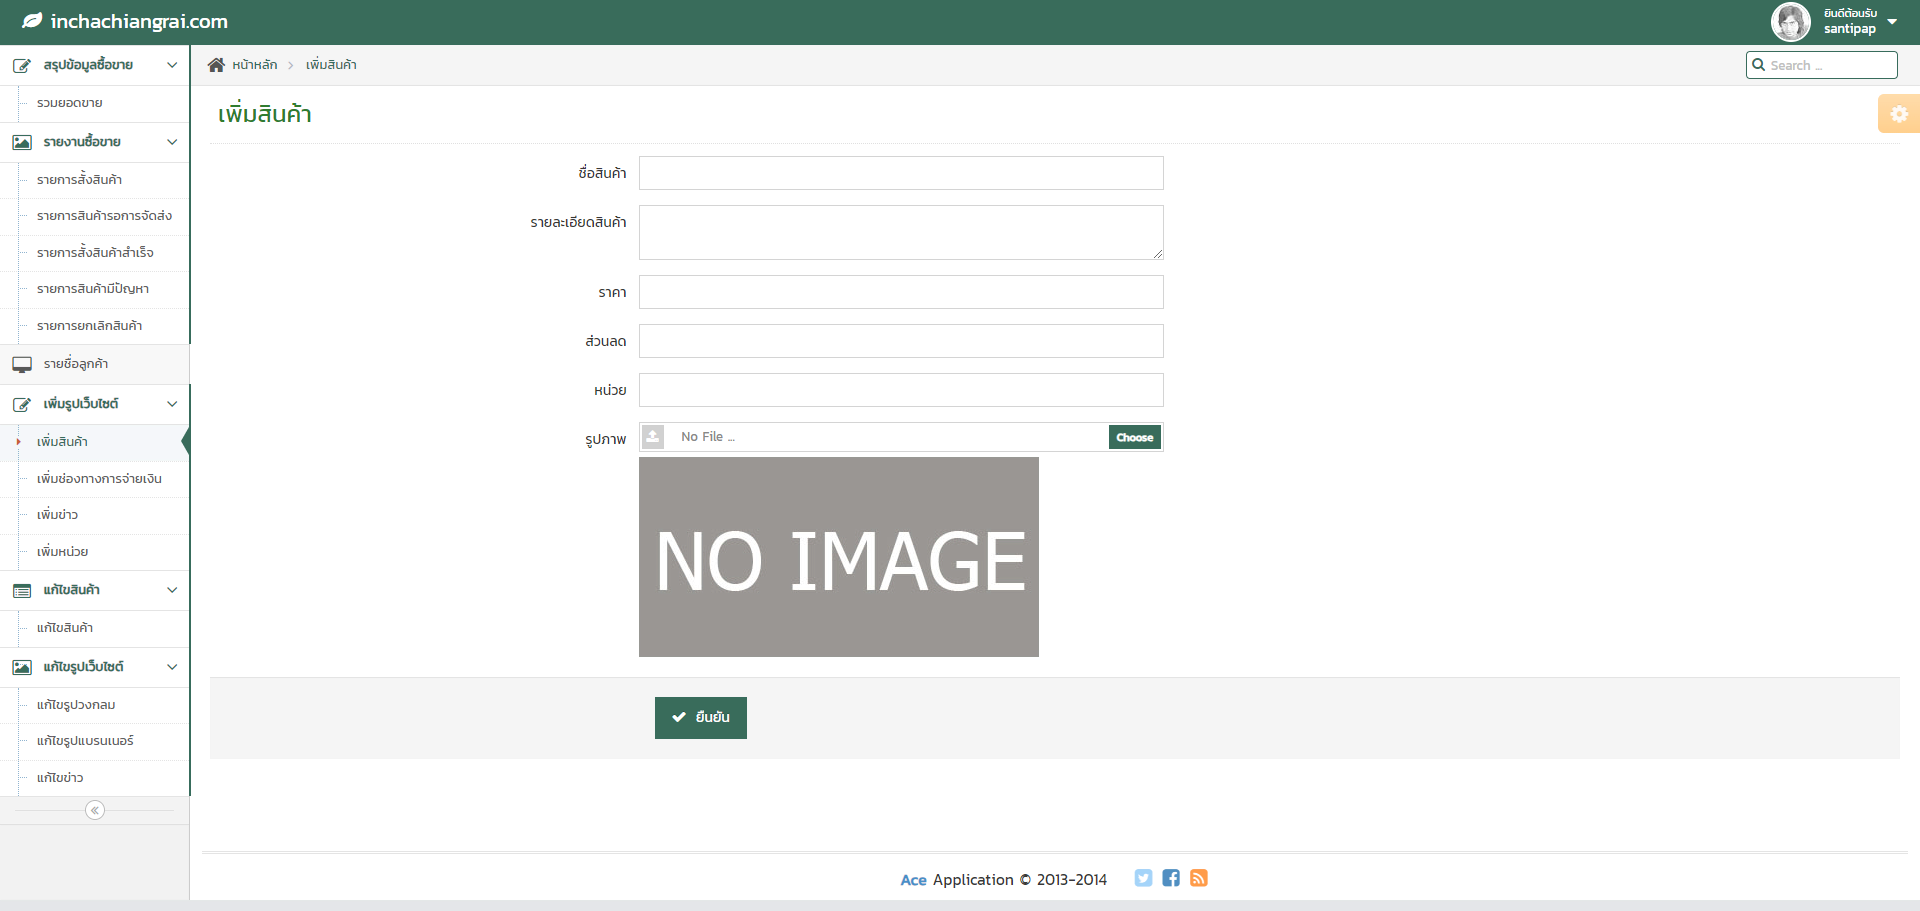 inchachiangrai.com
ยินดีต้อนรับ
santipap
สรุปข้อมูลซื้อขาย
รวมยอดขาย
รายงานซื้อขาย
รายการสั้งสินค้า
รายการสินค้ารอการจัดส่ง
รายการสั้งสินค้าสำเร็จ
รายการสินค้ามีปัญหา
รายการยกเลิกสินค้า
รายชื่อลูกค้า
เพิ่มรูปเว็บไซต์
เพิ่มสินค้า
เพิ่มช่องทางการจ่ายเงิน
เพิ่มข่าว
เพิ่มหน่วย
แก้ไขสินค้า
แก้ไขสินค้า
แก้ไขรูปเว็บไซต์
แก้ไขรูปวงกลม
แก้ไขรูปแบรนเนอร์
แก้ไขข่าว
หน้าหลัก
เพิ่มสินค้า
Search ...
เพิ่มสินค้า
ชื่อสินค้า
รายละเอียดสินค้า
ราคา
ส่วนลด
หน่วย
รูปภาพ
No File ...
Choose
NO IMAGE
ยืนยัน
Ace Application © 2013-2014